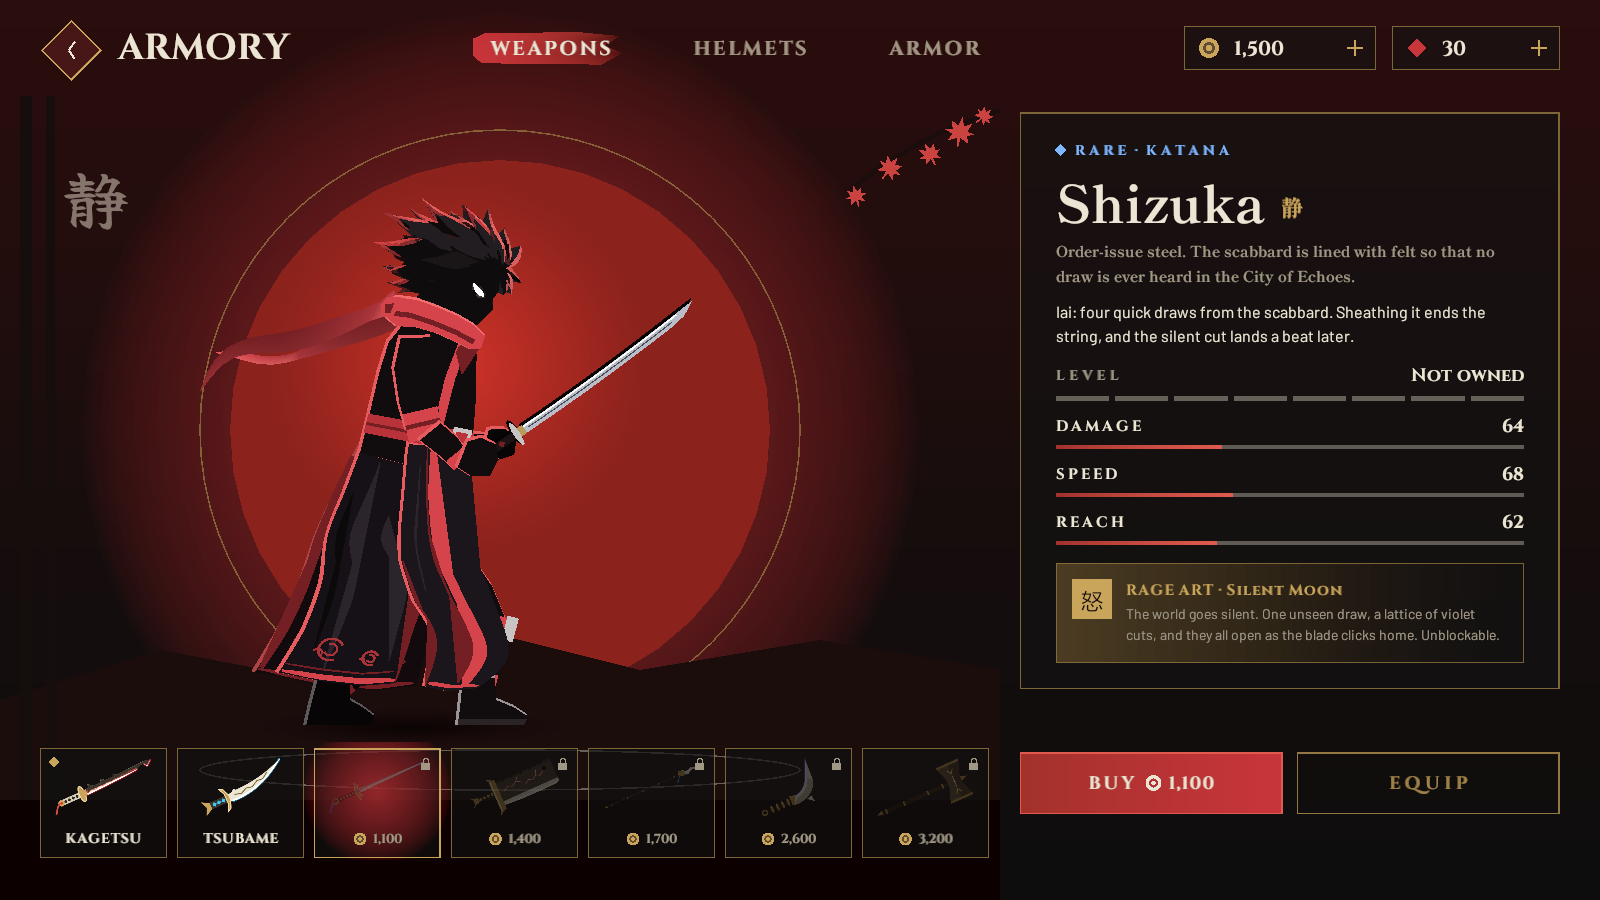 ARMORY
WEAPONS
HELMETS
ARMOR
1,500
30
静
RARE · KATANA
Shizuka 静
Order-issue steel. The scabbard is lined with felt so that no
draw is ever heard in the City of Echoes.
Iai: four quick draws from the scabbard. Sheathing it ends the
string, and the silent cut lands a beat later.
LEVEL Not owned
DAMAGE 64
SPEED 68
REACH 62
怒
RAGE ART · Silent Moon
The world goes silent. One unseen draw, a lattice of violet
cuts, and they all open as the blade clicks home. Unblockable.
KAGETSU
TSUBAME
1,100
1,400
1,700
2,600
3,200
BUY 1,100
EQUIP